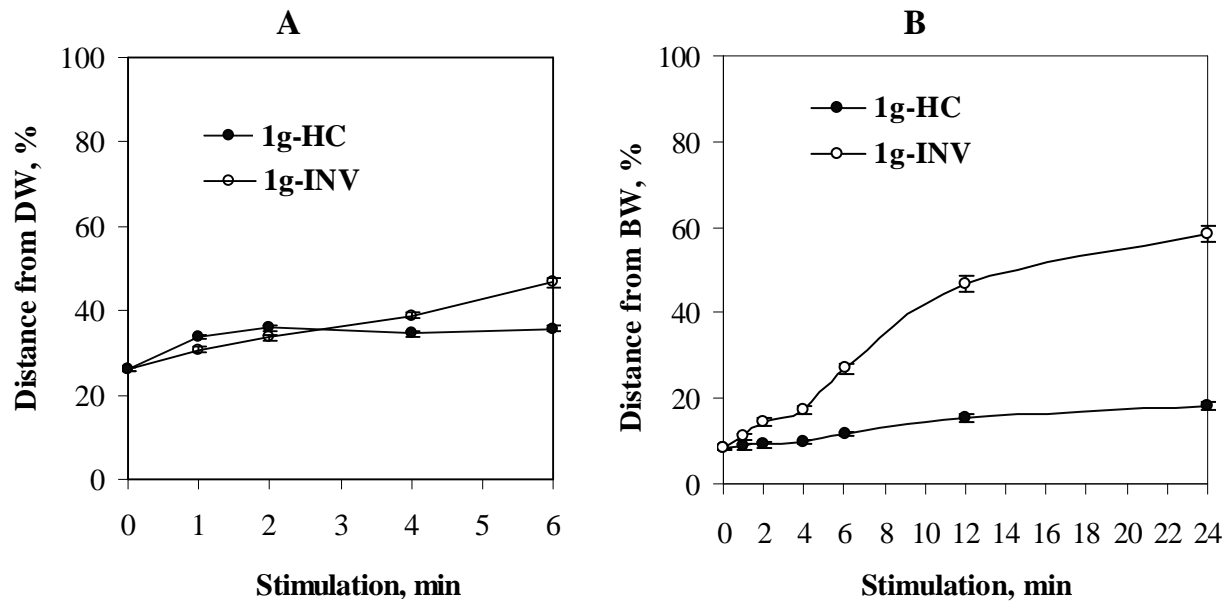 A
100
80
60
40
20
0
Distance from DW, %
1g-HC
1g-INV
0 1 2 3 4 5 6
Stimulation, min
B
100
80
60
40
20
0
Distance from BW, %
1g-HC
1g-INV
0 2 4 6 8 10 12 14 16 18 20 22 24
Stimulation, min